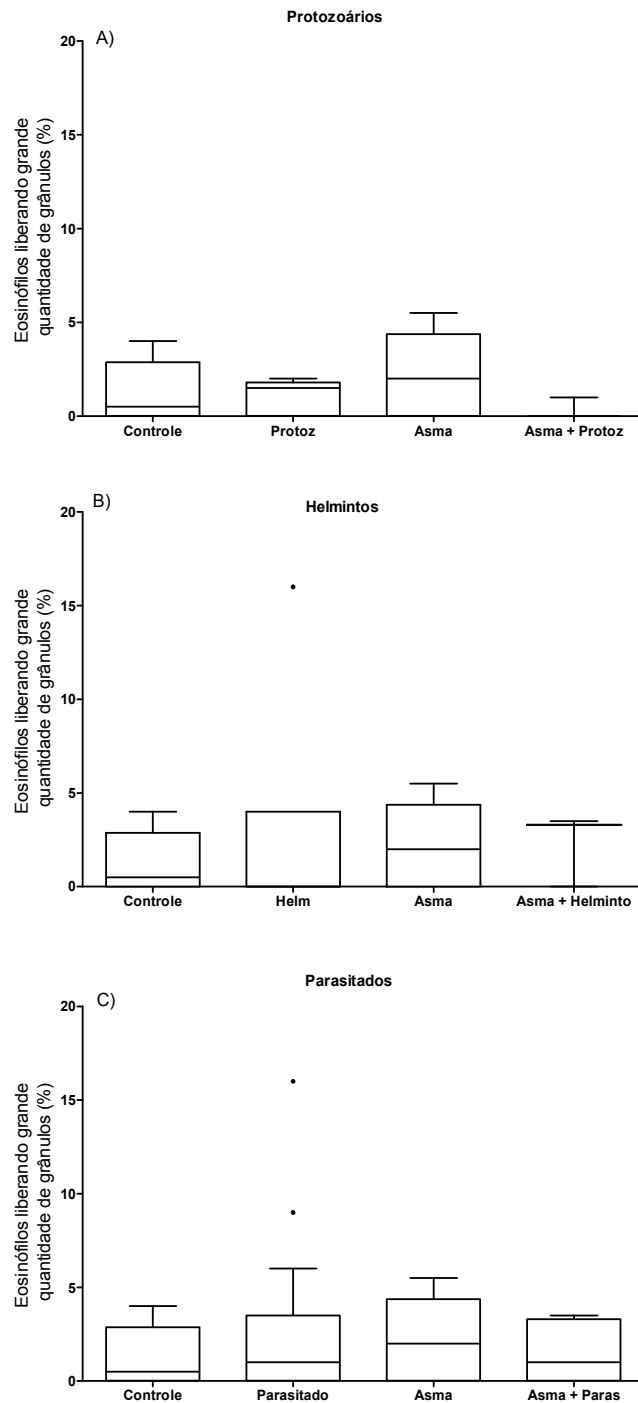 Protozoários
A)
Eosinófilos liberando grande
quantidade de grânulos (%)
20
15
10
5
0
Controle Protoz Asma Asma + Protoz
Helmintos
B)
Eosinófilos liberando grande
quantidade de grânulos (%)
20
15
10
5
0
Controle Helm Asma Asma + Helminto
Parasitados
C)
Eosinófilos liberando grande
quantidade de grânulos (%)
20
15
10
5
0
Controle Parasitado Asma Asma + Paras